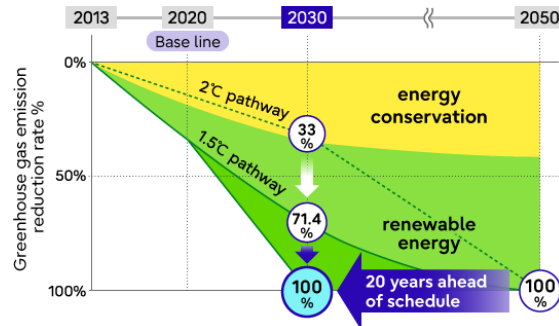 2013
2020
2030
2050
Base line
0%
50%
100%
Greenhouse gas emission
reduction rate %
2℃ pathway
1.5℃ pathway
energy
conservation
33
%
71.4
%
renewable
energy
100
%
20 years ahead
of schedule
100
%